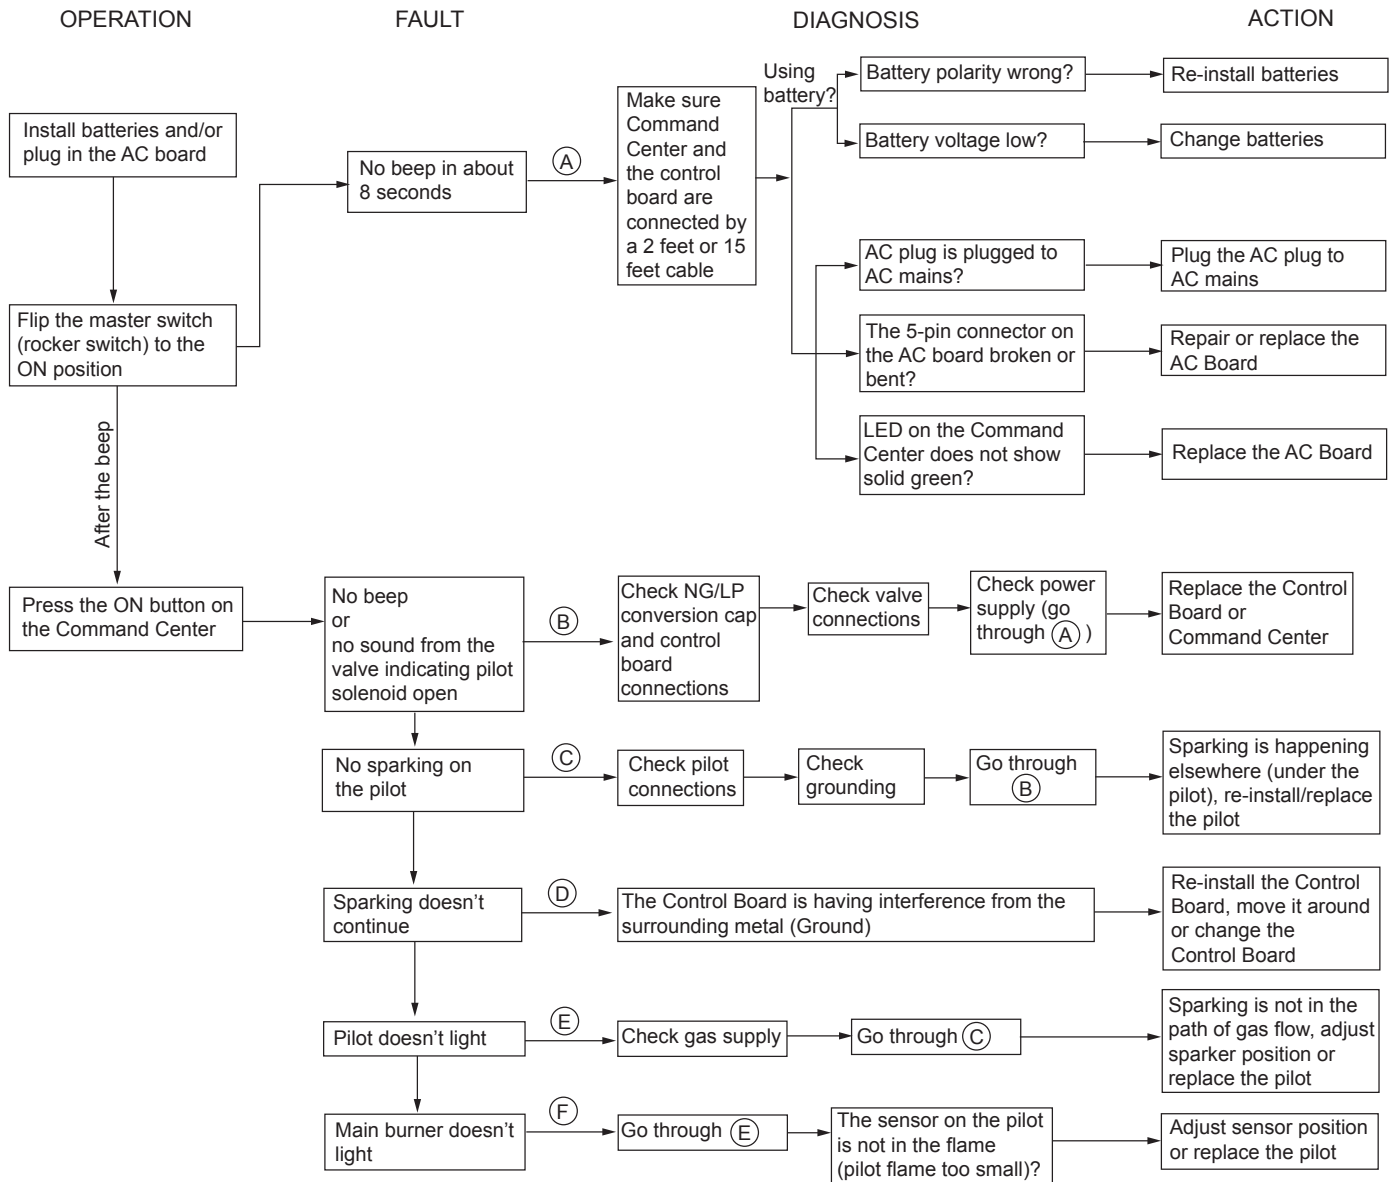 OPERATION
FAULT
DIAGNOSIS
ACTION
Install batteries and/or
plug in the AC board
Flip the master switch
(rocker switch) to the
ON position
After the beep
Press the ON button on
the Command Center
No beep in about
8 seconds
A
Make sure
Command
Center and
the control
board are
connected by
a 2 feet or 15
feet cable
Using
battery?
Battery polarity wrong?
Re-install batteries
Battery voltage low?
Change batteries
AC plug is plugged to
AC mains?
Plug the AC plug to
AC mains
The 5-pin connector on
the AC board broken or
bent?
Repair or replace the
AC Board
LED on the Command
Center does not show
solid green?
Replace the AC Board
No beep
or
no sound from the
valve indicating pilot
solenoid open
B
Check NG/LP
conversion cap
and control
board
connections
Check valve
connections
Check power
supply (go
through A )
Replace the Control
Board or
Command Center
No sparking on
the pilot
C
Check pilot
connections
Check
grounding
Go through
B
Sparking is happening
elsewhere (under the
pilot), re-install/replace
the pilot
Sparking doesn't
continue
D
The Control Board is having interference from the
surrounding metal (Ground)
Re-install the Control
Board, move it around
or change the
Control Board
Pilot doesn't light
E
Check gas supply
Go through C
Sparking is not in the
path of gas flow, adjust
sparker position or
replace the pilot
Main burner doesn't
light
F
Go through E
The sensor on the pilot
is not in the flame
(pilot flame too small)?
Adjust sensor position
or replace the pilot